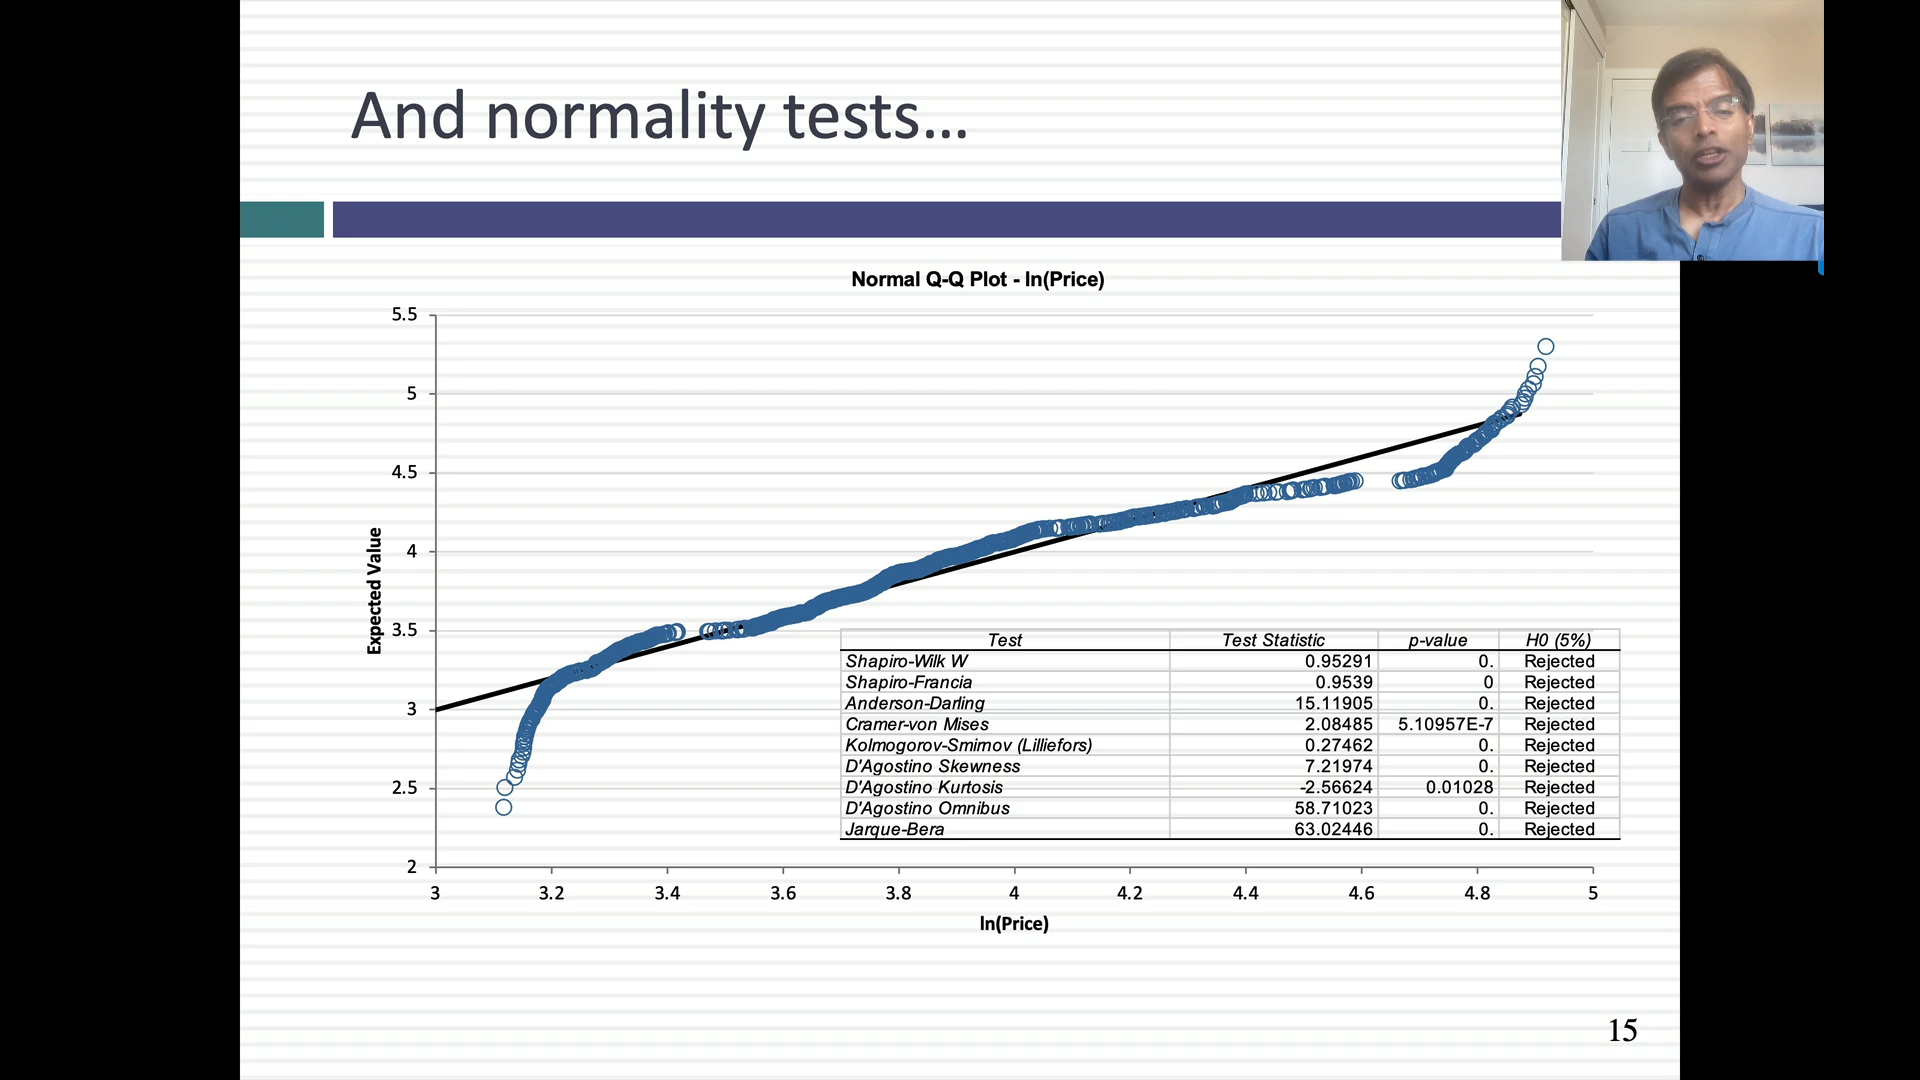 And normality tests...
Normal Q-Q Plot - ln(Price)
5.5
5
4.5
4
3.5
3
2.5
2
Expected Value
3 3.2 3.4 3.6 3.8 4 4.2 4.4 4.6 4.8 5
ln(Price)
Test Test Statistic p-value H0 (5%)
Shapiro-Wilk W 0.95291 0. Rejected
Shapiro-Francia 0.9539 0 Rejected
Anderson-Darling 15.11905 0. Rejected
Cramer-von Mises 2.08485 5.10957E-7 Rejected
Kolmogorov-Smirnov (Lilliefors) 0.27462 0. Rejected
D'Agostino Skewness 7.21974 0. Rejected
D'Agostino Kurtosis -2.56624 0.01028 Rejected
D'Agostino Omnibus 58.71023 0. Rejected
Jarque-Bera 63.02446 0. Rejected
15